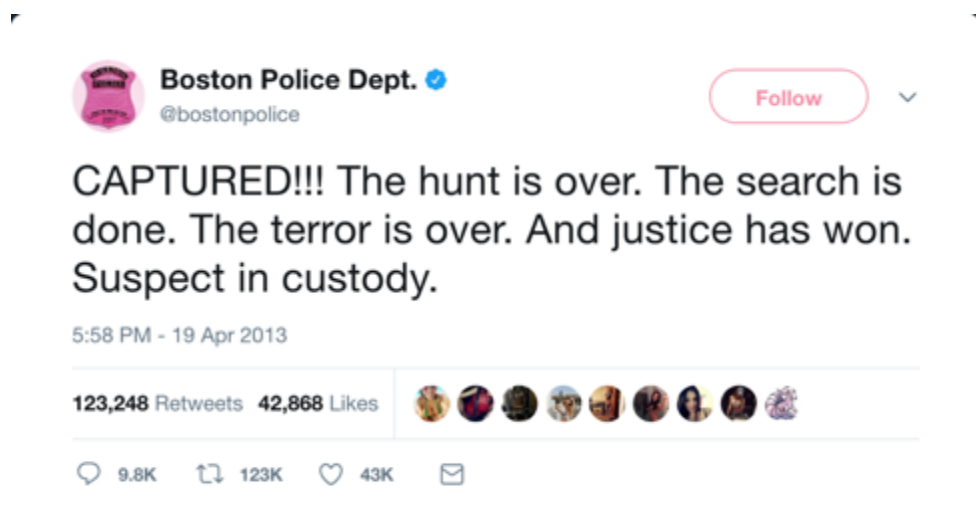 Boston Police Dept.
@bostonpolice
Follow
CAPTURED!!! The hunt is over. The search is
done. The terror is over. And justice has won.
Suspect in custody.
5:58 PM - 19 Apr 2013
123,248 Retweets 42,868 Likes
9.8K 123K 43K